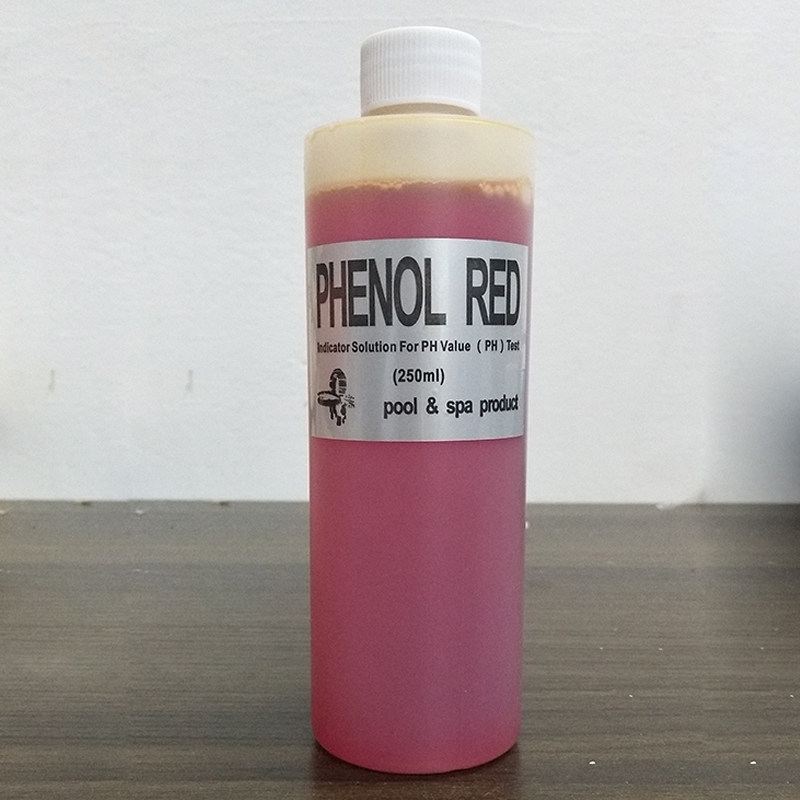 PHENOL RED
Indicator Solution For PH Value ( PH ) Test
(250ml)
pool & spa product